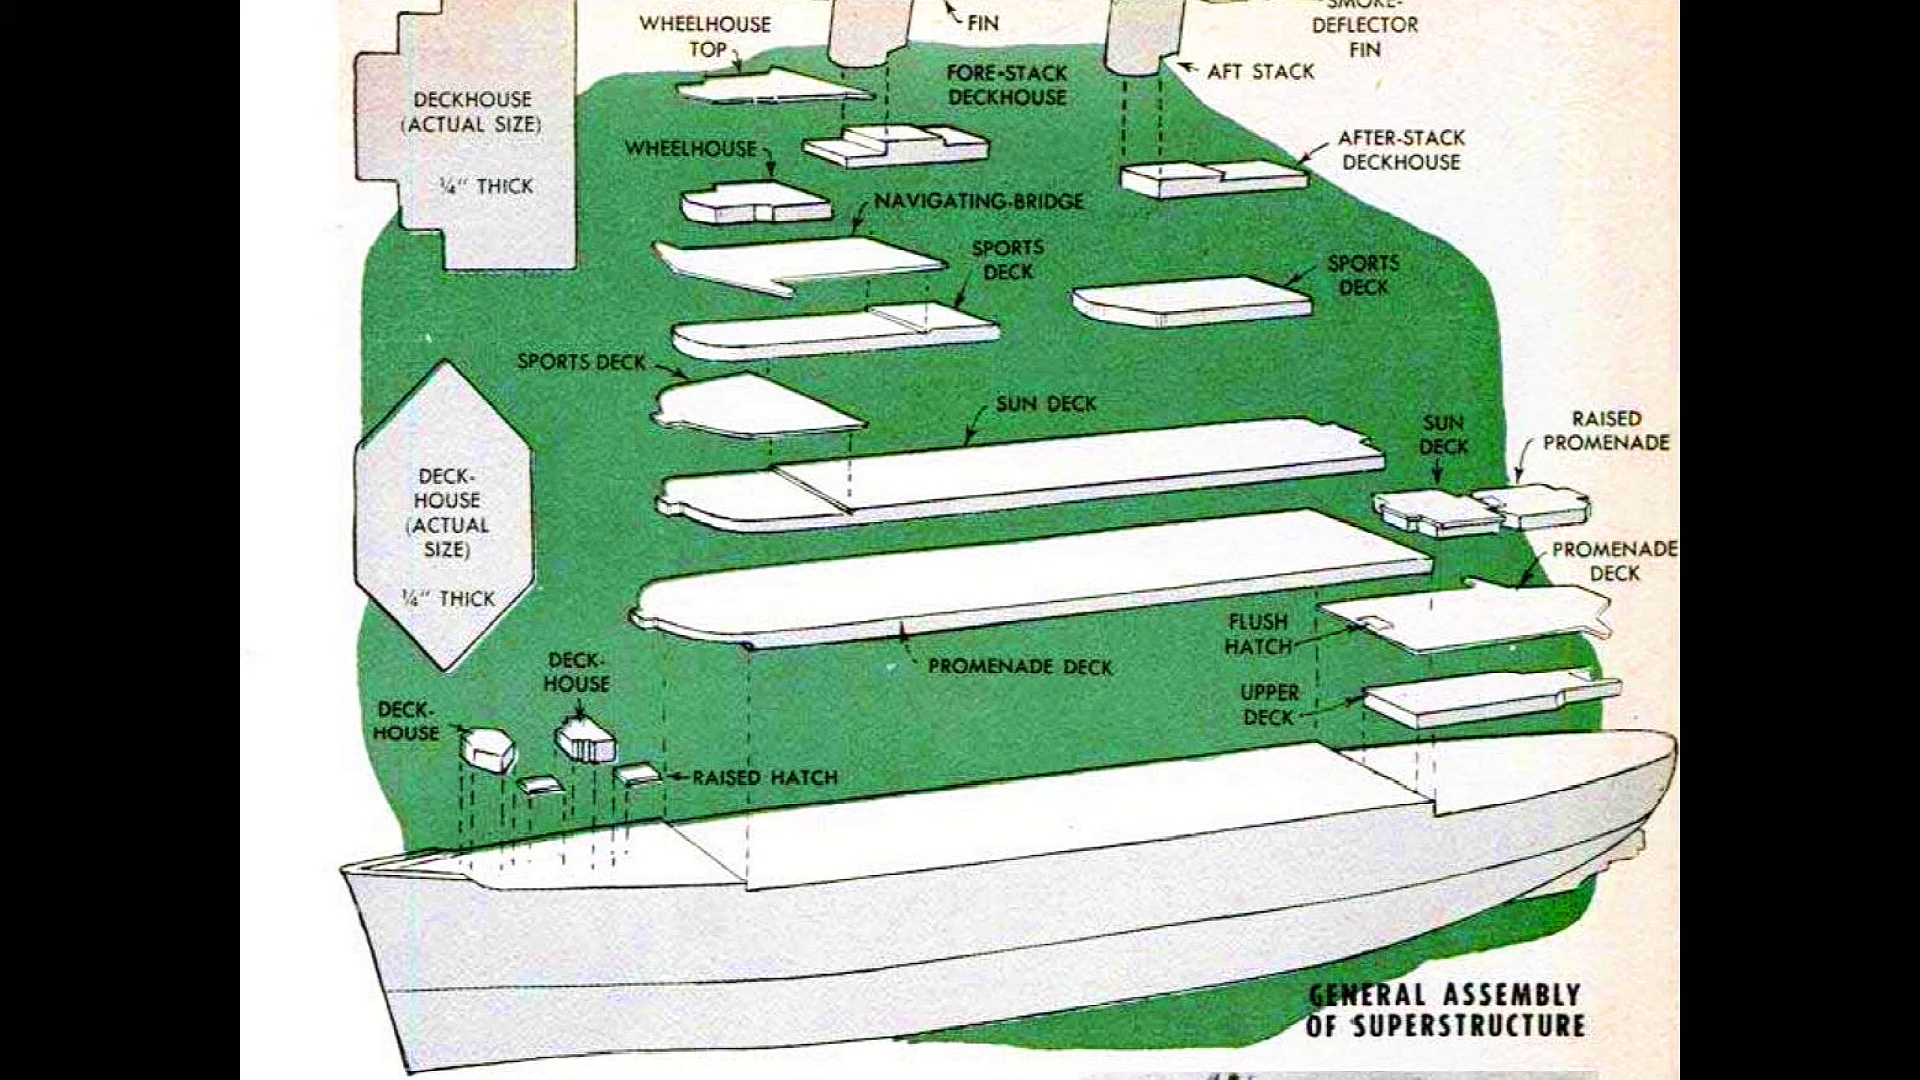 WHEELHOUSE
TOP
FIN
SMOKE-
DEFLECTOR
FIN
AFT STACK
FORE-STACK
DECKHOUSE
DECKHOUSE
(ACTUAL SIZE)
¼" THICK
WHEELHOUSE
AFTER-STACK
DECKHOUSE
NAVIGATING-BRIDGE
SPORTS
DECK
SPORTS
DECK
SPORTS DECK
SUN DECK
SUN
DECK
RAISED
PROMENADE
DECK-
HOUSE
(ACTUAL
SIZE)
¼" THICK
PROMENADE
DECK
FLUSH
HATCH
PROMENADE DECK
UPPER
DECK
DECK-
HOUSE
DECK-
HOUSE
RAISED HATCH
GENERAL ASSEMBLY
OF SUPERSTRUCTURE